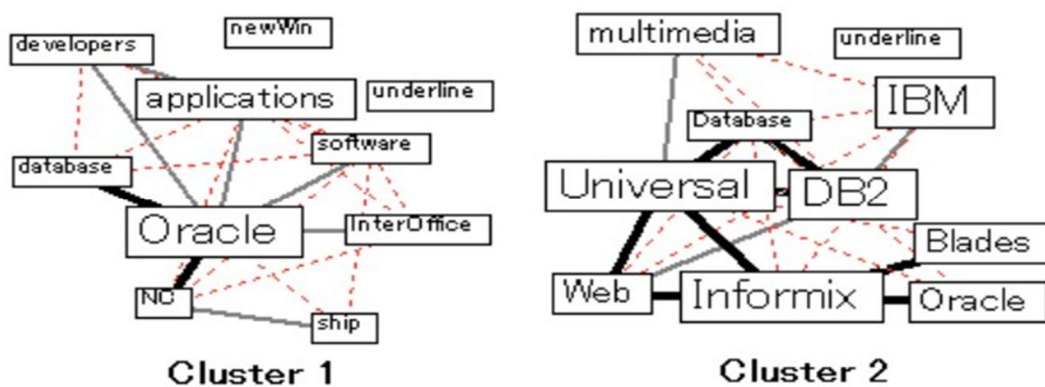 newWin
developers
applications
underline
software
database
Oracle
InterOffice
NC
ship
Cluster 1
multimedia
underline
IBM
Database
Universal
DB2
Blades
Web
Informix
Oracle
Cluster 2